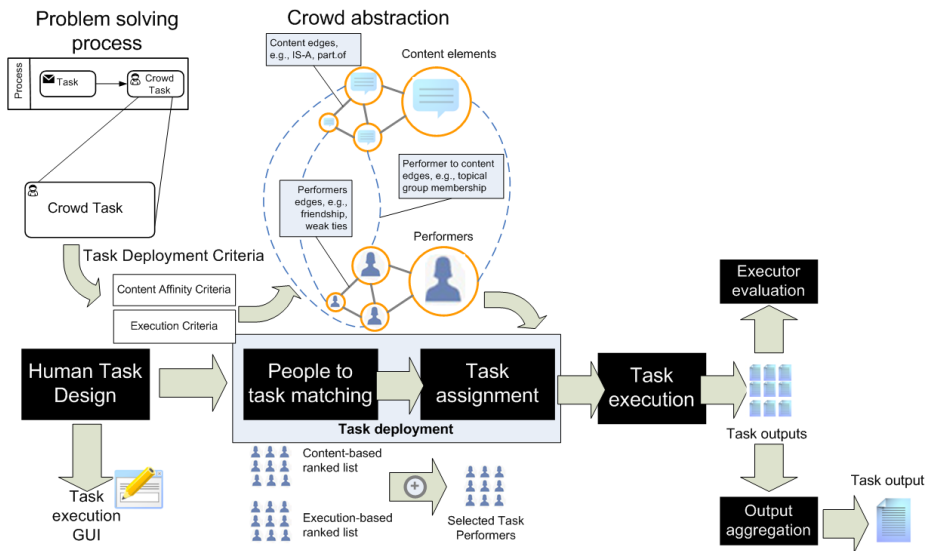 Problem solving
process
Process
Task
Crowd
Task
Crowd Task
Crowd abstraction
Content edges,
e.g., IS-A, part.of
Content elements
Performer to content
edges, e.g., topical
group membership
Performers
edges, e.g.,
friendship,
weak ties
Performers
Task Deployment Criteria
Content Affinity Criteria
Execution Criteria
Human Task
Design
People to
task matching
Task
assignment
Task deployment
Task
execution
Executor
evaluation
Task outputs
Output
aggregation
Task output
Task
execution
GUI
Content-based
ranked list
Execution-based
ranked list
Selected Task
Performers